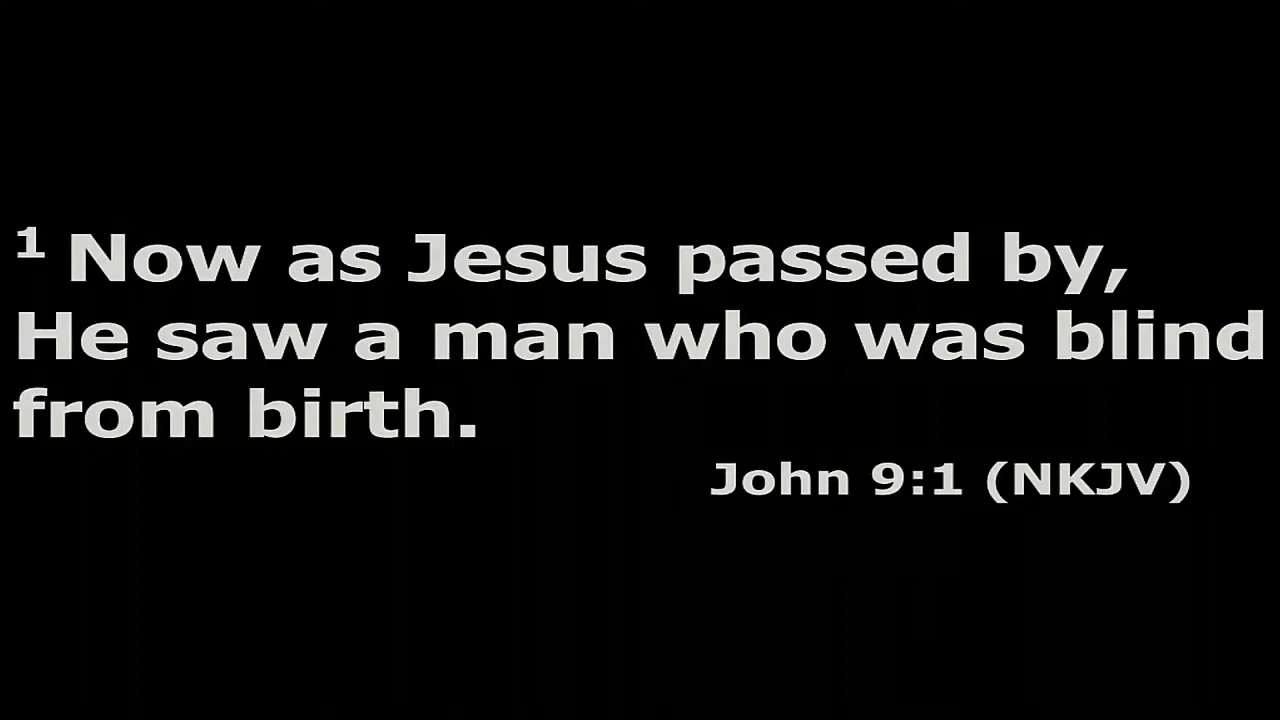 ¹ Now as Jesus passed by,
He saw a man who was blind
from birth.
John 9:1 (NKJV)